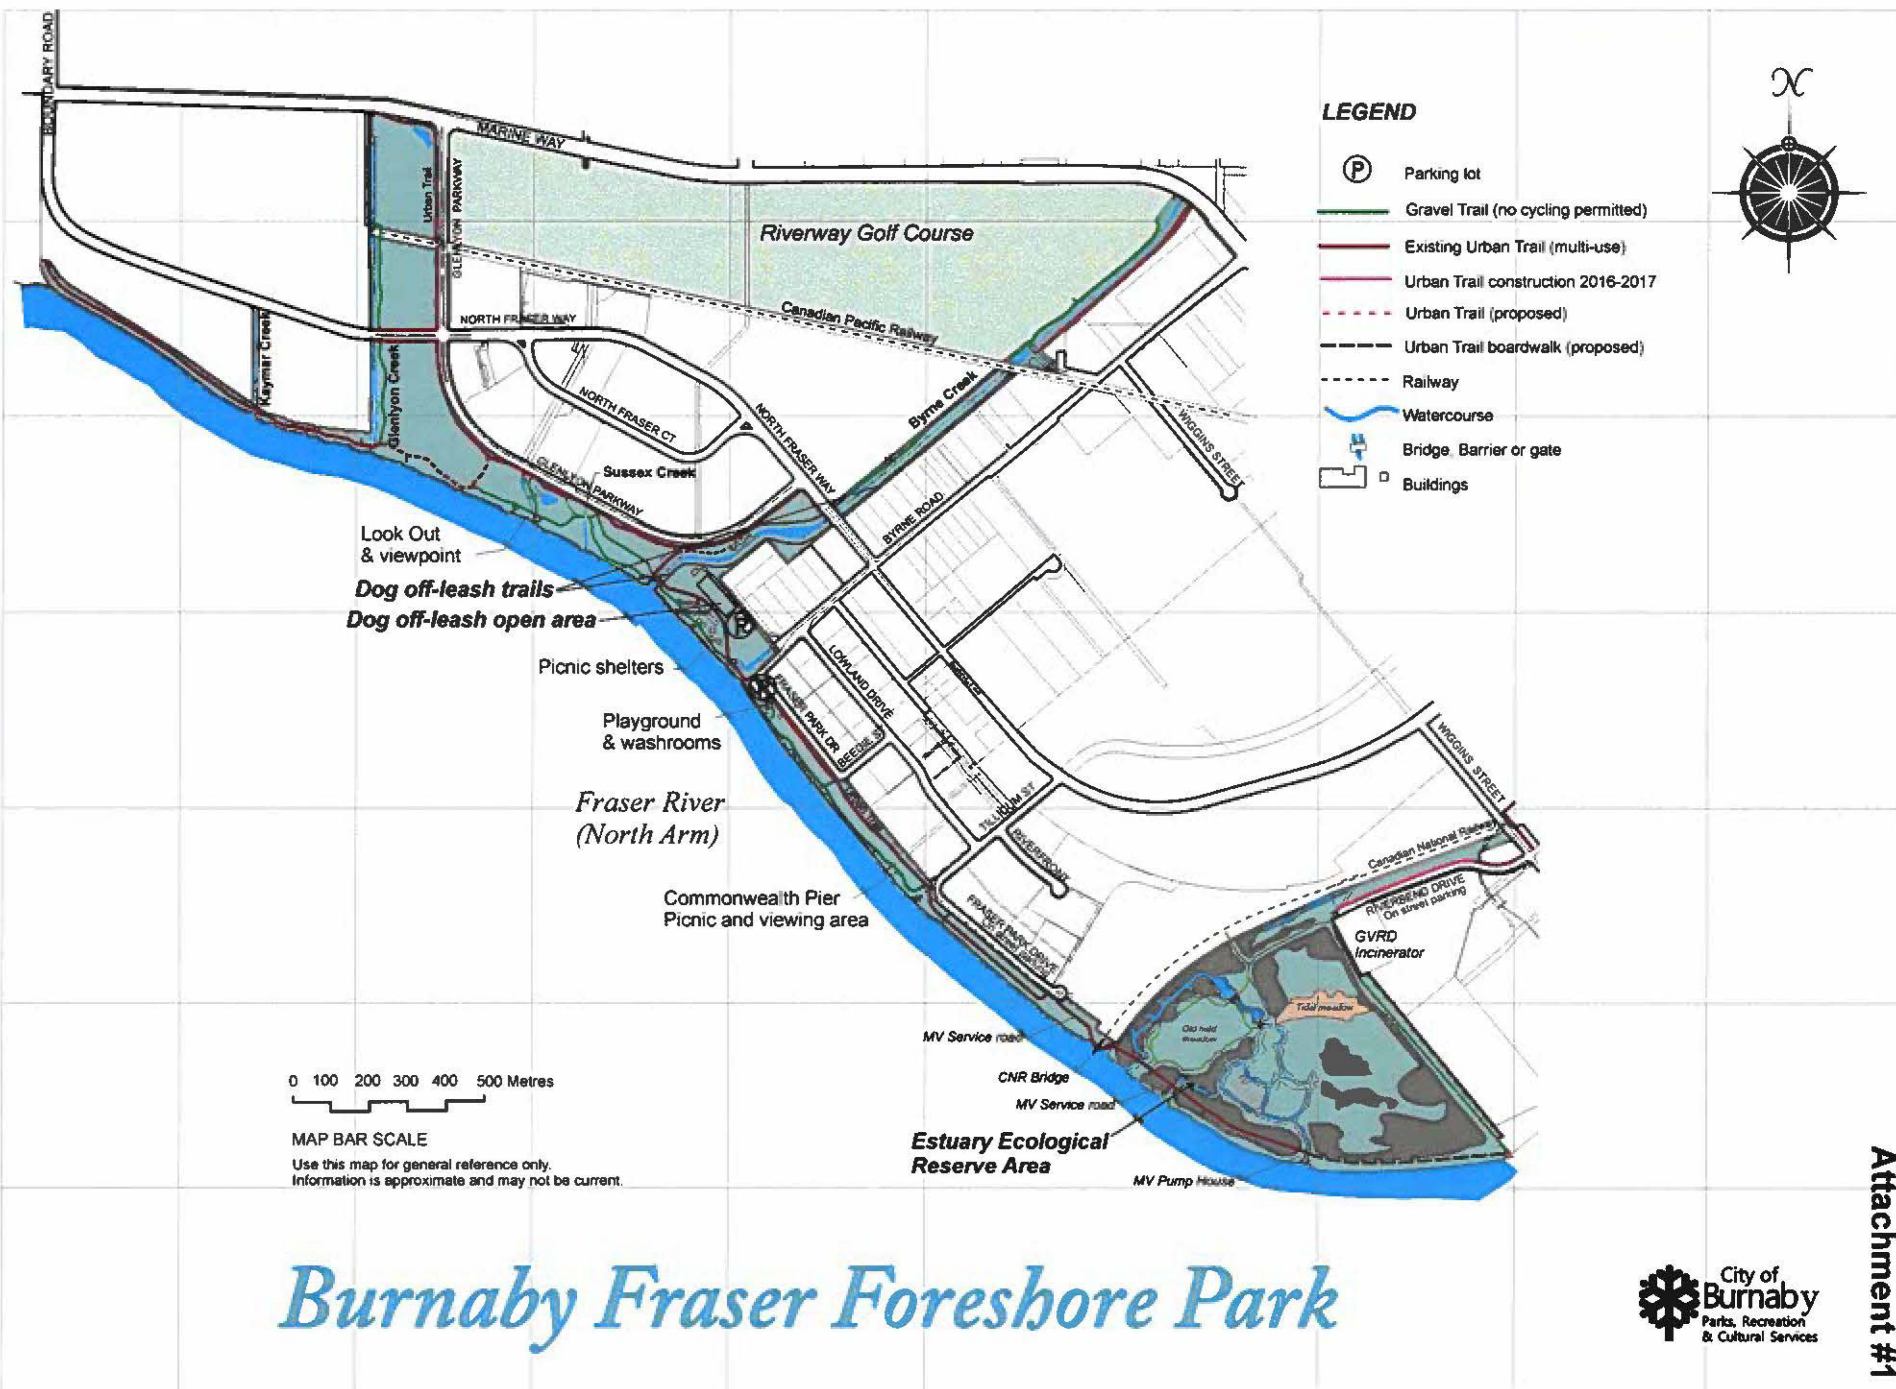 BOUNDARY ROAD
MARINE WAY
Urban Trail
GLENLYON PARKWAY
Riverway Golf Course
Canadian Pacific Railway
NORTH FRASER WAY
Kaymar Creek
Glenlyon Creek
NORTH FRASER CT
NORTH FRASER WAY
Byrne Creek
WIGGINS STREET
GLENLYON PARKWAY
Sussex Creek
BYRNE ROAD
Look Out
& viewpoint
Dog off-leash trails
Dog off-leash open area
P
Picnic shelters
LOWLAND DRIVE
FRASER PARK DR
BEEDIE ST
Playground
& washrooms
Fraser River
(North Arm)
TILLICUM ST
RIVERFRONT
WIGGINS STREET
Canadian National Railway
RIVERBEND DRIVE
On street parking
GVRD
Incinerator
Commonwealth Pier
Picnic and viewing area
FRASER PARK DRIVE
Tidal meadow
Old field
meadow
MV Service road
CNR Bridge
MV Service road
Estuary Ecological
Reserve Area
MV Pump House
LEGEND
P Parking lot
Gravel Trail (no cycling permitted)
Existing Urban Trail (multi-use)
Urban Trail construction 2016-2017
Urban Trail (proposed)
Urban Trail boardwalk (proposed)
Railway
Watercourse
Bridge, Barrier or gate
Buildings
N
0 100 200 300 400 500 Metres
MAP BAR SCALE
Use this map for general reference only.
Information is approximate and may not be current.
Burnaby Fraser Foreshore Park
City of
Burnaby
Parks, Recreation
& Cultural Services
Attachment #1